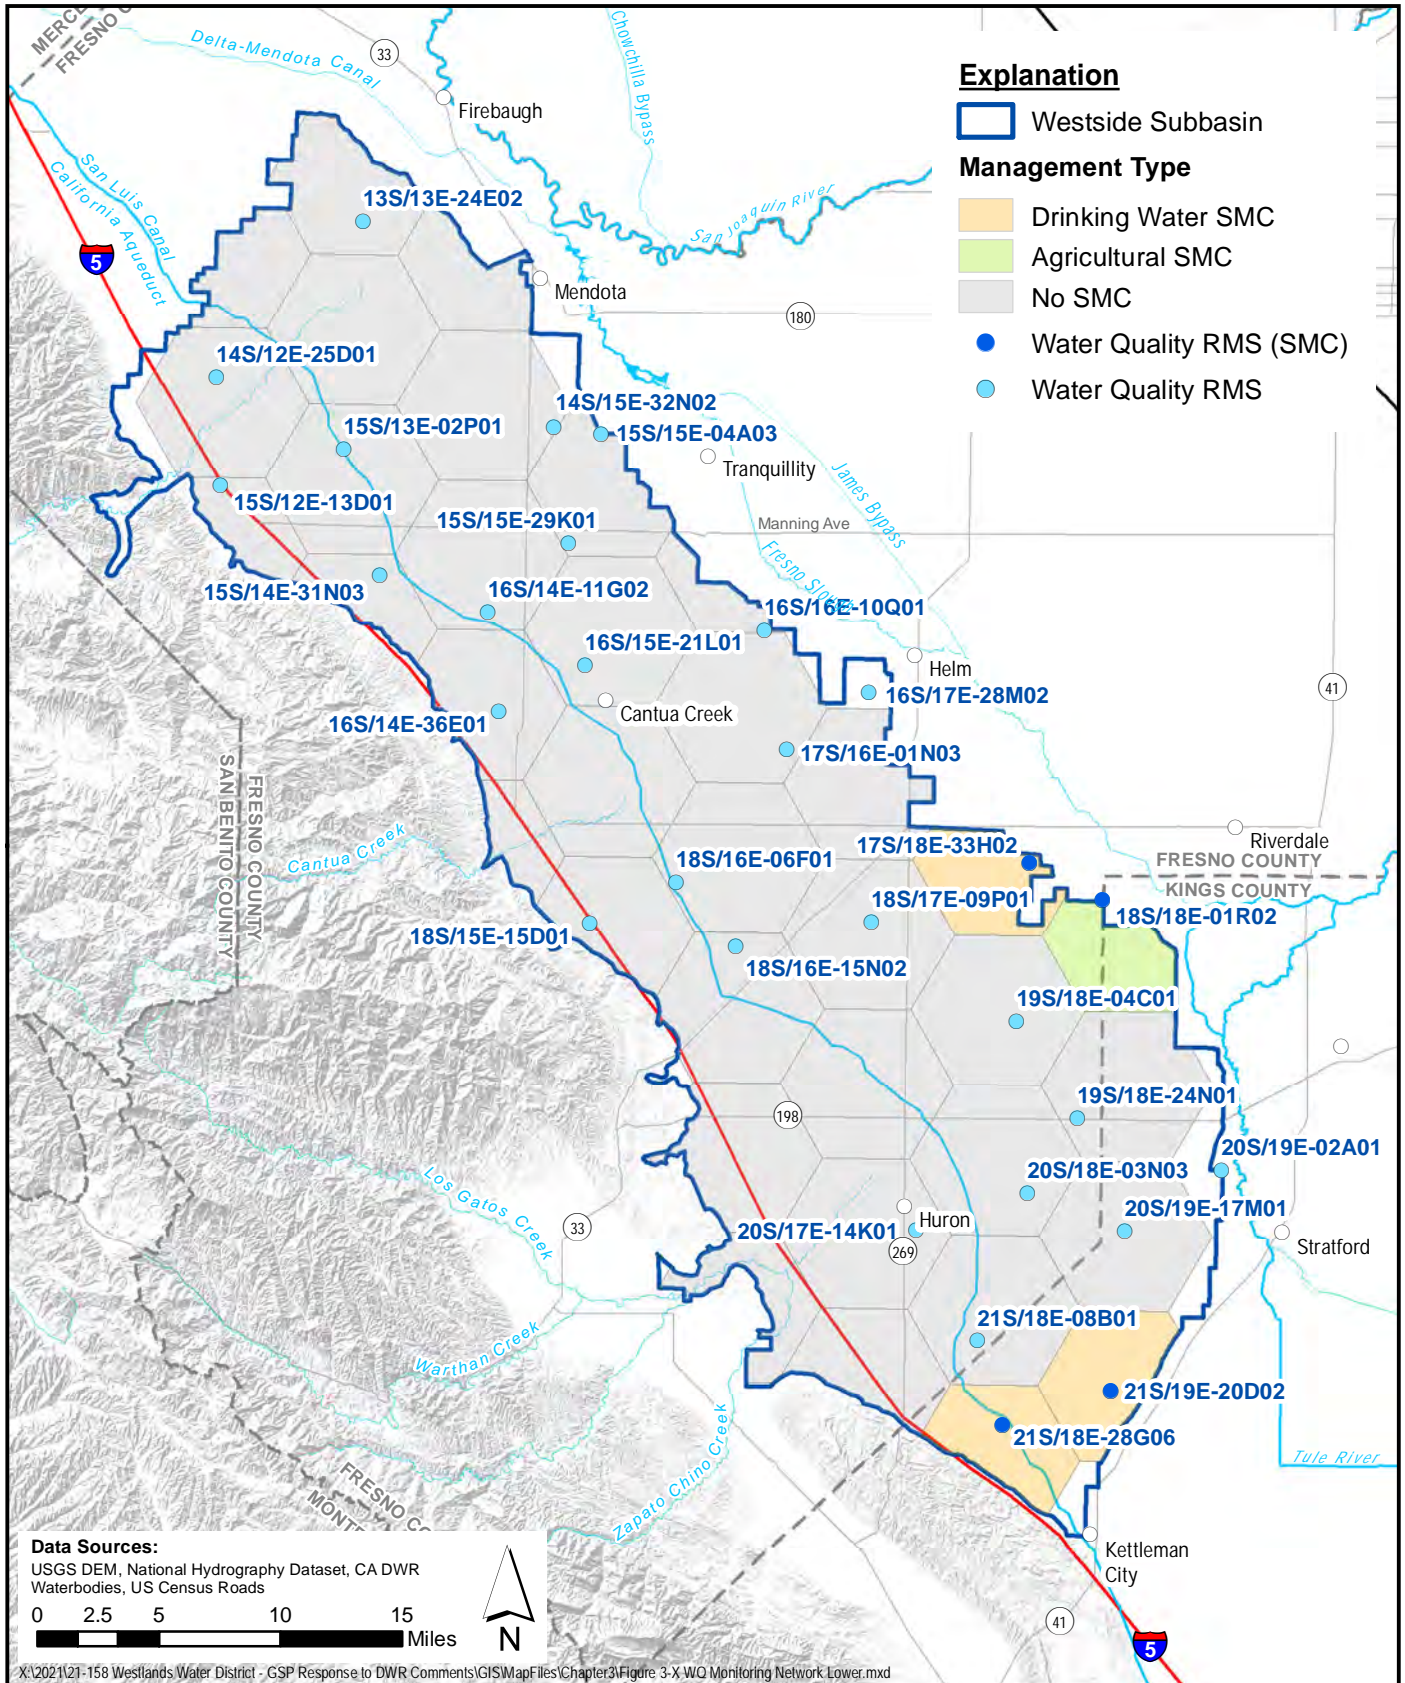 MERCE
FRESNO C
Delta-Mendota Canal
33
Chowchilla Bypass
Firebaugh
Explanation
Westside Subbasin
Management Type
Drinking Water SMC
Agricultural SMC
No SMC
Water Quality RMS (SMC)
Water Quality RMS
San Luis Canal
California Aqueduct
5
13S/13E-24E02
San Joaquin River
Mendota
180
14S/12E-25D01
14S/15E-32N02
15S/13E-02P01
15S/15E-04A03
Tranquillity
15S/12E-13D01
15S/15E-29K01
Manning Ave
James Bypass
Fresno Slough
15S/14E-31N03
16S/14E-11G02
16S/16E-10Q01
16S/15E-21L01
Helm
41
16S/17E-28M02
Cantua Creek
16S/14E-36E01
17S/16E-01N03
FRESNO COUNTY
SAN BENITO COUNTY
Cantua Creek
Riverdale
17S/18E-33H02
FRESNO COUNTY
KINGS COUNTY
18S/16E-06F01
18S/17E-09P01
18S/18E-01R02
18S/15E-15D01
18S/16E-15N02
19S/18E-04C01
198
19S/18E-24N01
20S/19E-02A01
Los Gatos Creek
20S/18E-03N03
33
20S/17E-14K01
Huron
20S/19E-17M01
Stratford
269
Warthan Creek
21S/18E-08B01
21S/19E-20D02
21S/18E-28G06
Zapato Chino Creek
Tule River
FRESNO CO
MONT
Kettleman
City
41
5
Data Sources:
USGS DEM, National Hydrography Dataset, CA DWR
Waterbodies, US Census Roads
0 2.5 5 10 15
Miles
N
X:\2021\21-158 Westlands Water District - GSP Response to DWR Comments\GIS\MapFiles\Chapter3\Figure 3-X WQ Monitoring Network Lower.mxd